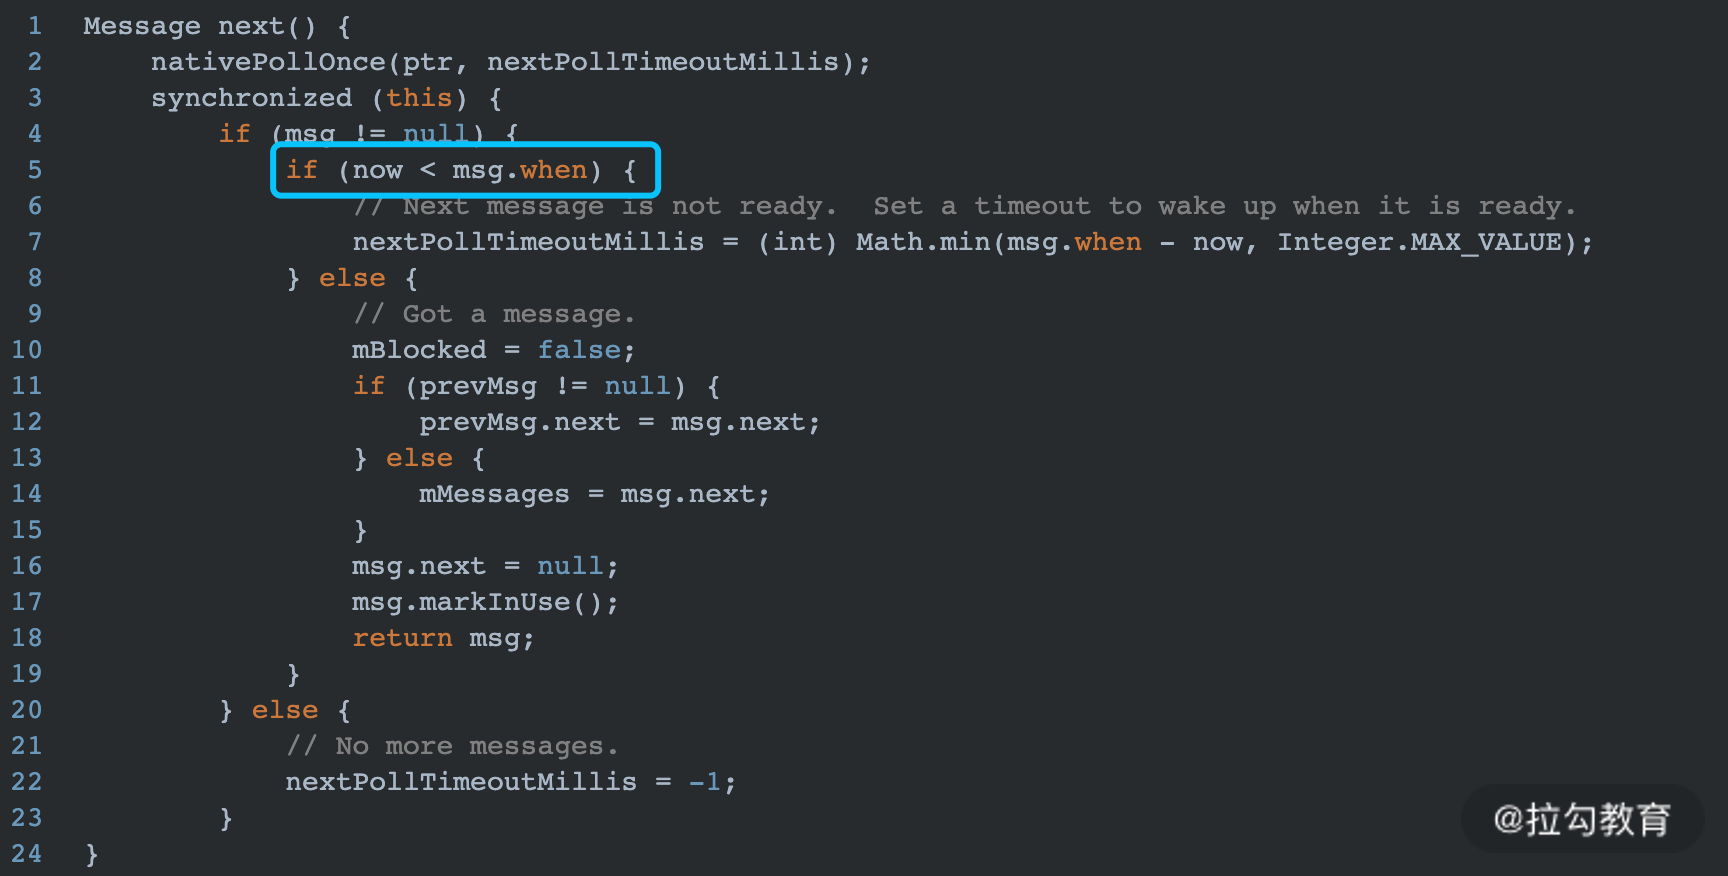 1 Message next() {
2 nativePollOnce(ptr, nextPollTimeoutMillis);
3 synchronized (this) {
4 if (msg != null) {
5 if (now < msg.when) {
6 // Next message is not ready.  Set a timeout to wake up when it is ready.
7 nextPollTimeoutMillis = (int) Math.min(msg.when - now, Integer.MAX_VALUE);
8 } else {
9 // Got a message.
10 mBlocked = false;
11 if (prevMsg != null) {
12 prevMsg.next = msg.next;
13 } else {
14 mMessages = msg.next;
15 }
16 msg.next = null;
17 msg.markInUse();
18 return msg;
19 }
20 } else {
21 // No more messages.
22 nextPollTimeoutMillis = -1;
23 }
24 }
@拉勾教育